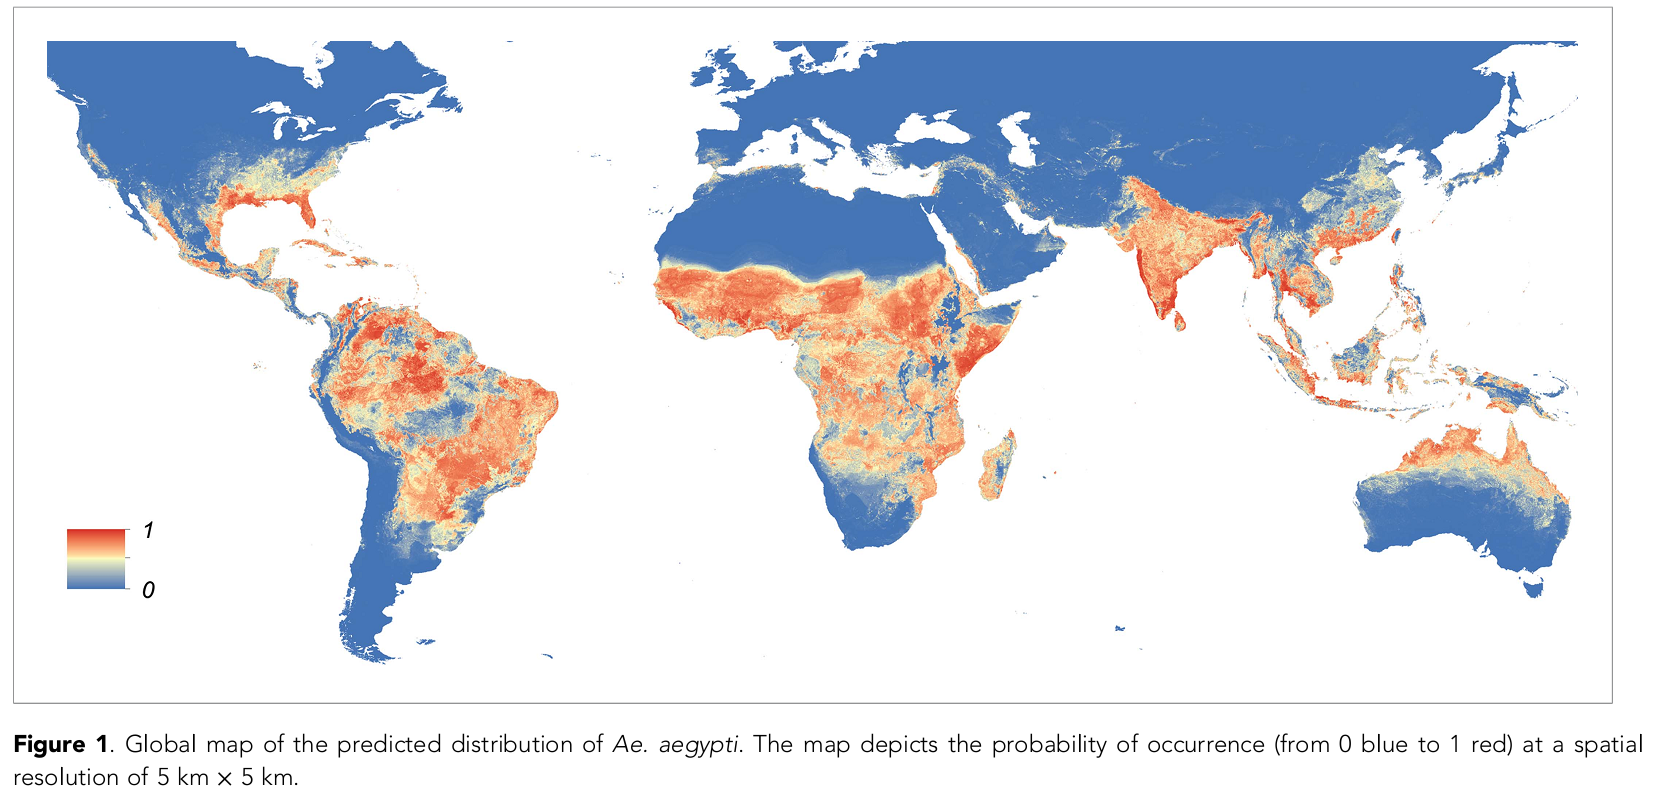 1
0
Figure 1. Global map of the predicted distribution of Ae. aegypti. The map depicts the probability of occurrence (from 0 blue to 1 red) at a spatial
resolution of 5 km × 5 km.